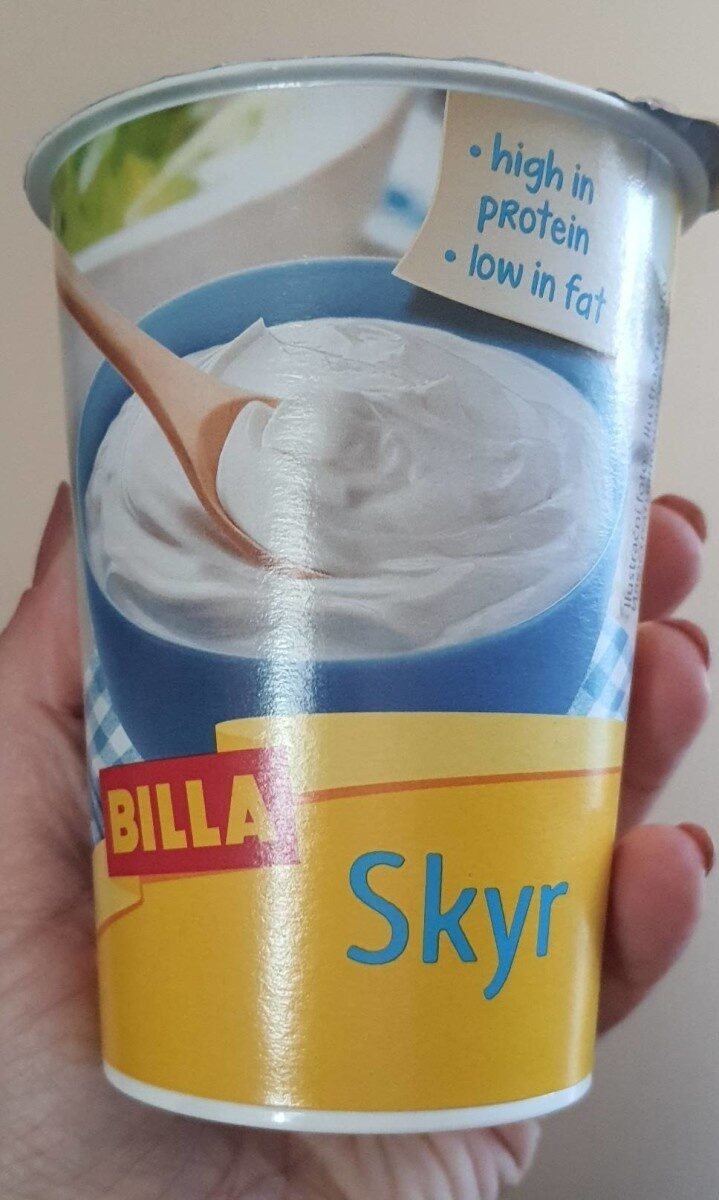 • high in
protein
• low in fat
BILLA
Skyr